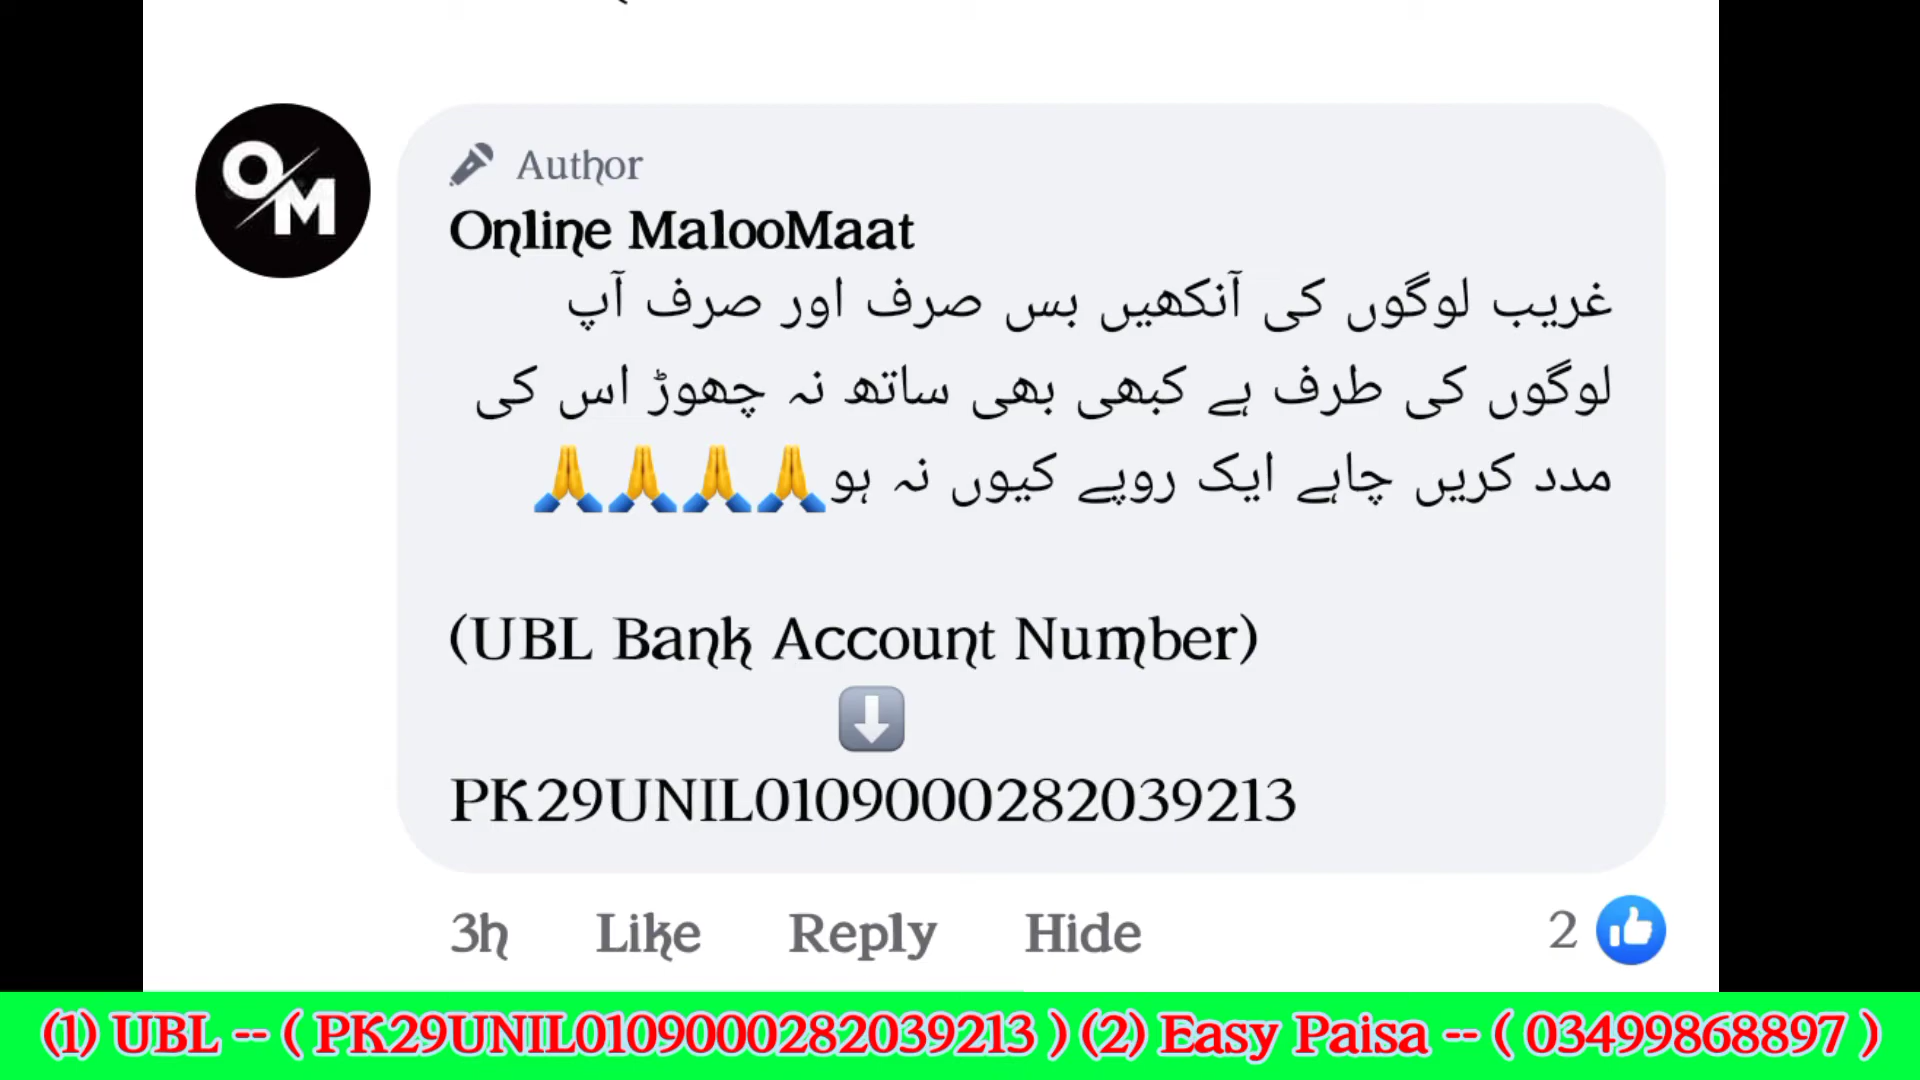 OM
Author
Online MalooMaat
غریب لوگوں کی آنکھیں بس صرف اور صرف آپ
لوگوں کی طرف ہے کبھی بھی ساتھ نہ چھوڑ اس کی
مدد کریں چاہے ایک روپے کیوں نہ ہو🙏🙏🙏🙏
(UBL Bank Account Number)
⬇️
PK29UNIL0109000282039213
3h Like Reply Hide 2
(1) UBL -- ( PK29UNIL0109000282039213 ) (2) Easy Paisa -- ( 03499868897 )